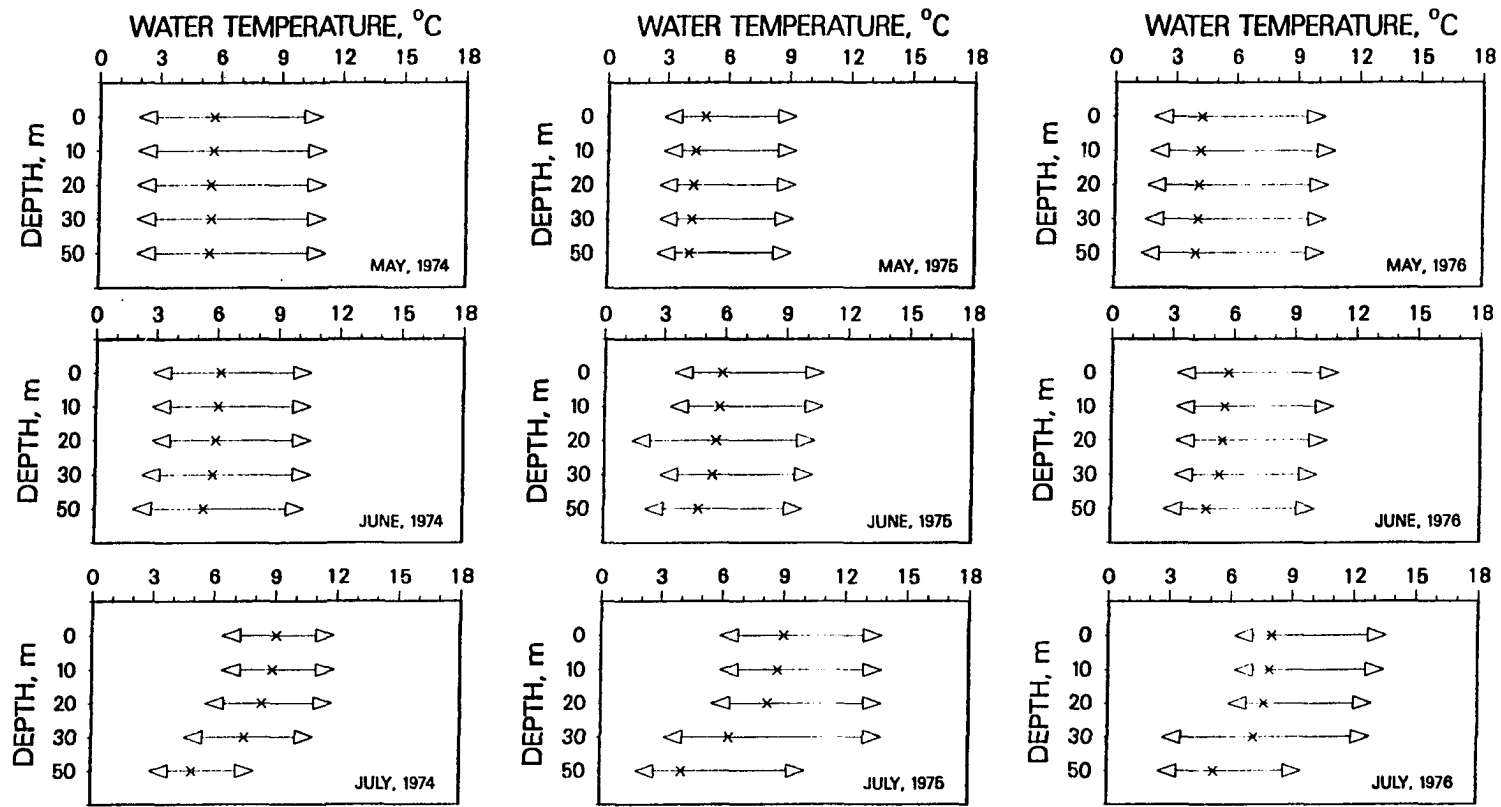 WATER TEMPERATURE, °C
0 3 6 9 12 15 18
DEPTH, m
0
10
20
30
50
MAY, 1974
WATER TEMPERATURE, °C
0 3 6 9 12 15 18
DEPTH, m
0
10
20
30
50
MAY, 1975
WATER TEMPERATURE, °C
0 3 6 9 12 15 18
DEPTH, m
0
10
20
30
50
MAY, 1976
0 3 6 9 12 15 18
DEPTH, m
0
10
20
30
50
JUNE, 1974
0 3 6 9 12 15 18
DEPTH, m
0
10
20
30
50
JUNE, 1975
0 3 6 9 12 15 18
DEPTH, m
0
10
20
30
50
JUNE, 1976
0 3 6 9 12 15 18
DEPTH, m
0
10
20
30
50
JULY, 1974
0 3 6 9 12 15 18
DEPTH, m
0
10
20
30
50
JULY, 1975
0 3 6 9 12 15 18
DEPTH, m
0
10
20
30
50
JULY, 1976